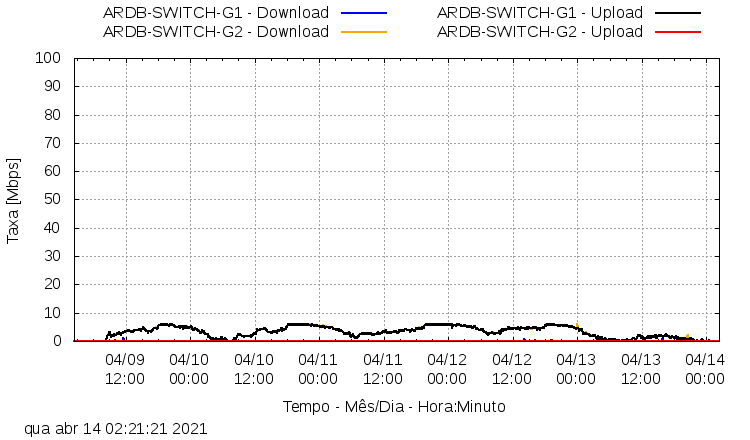 ARDB-SWITCH-G1 - Download ARDB-SWITCH-G1 - Upload
ARDB-SWITCH-G2 - Download ARDB-SWITCH-G2 - Upload
100
90
80
70
60
50
40
30
20
10
0
Taxa [Mbps]
04/09 04/10 04/10 04/11 04/11 04/12 04/12 04/13 04/13 04/14
12:00 00:00 12:00 00:00 12:00 00:00 12:00 00:00 12:00 00:00
Tempo - Mês/Dia - Hora:Minuto
qua abr 14 02:21:21 2021